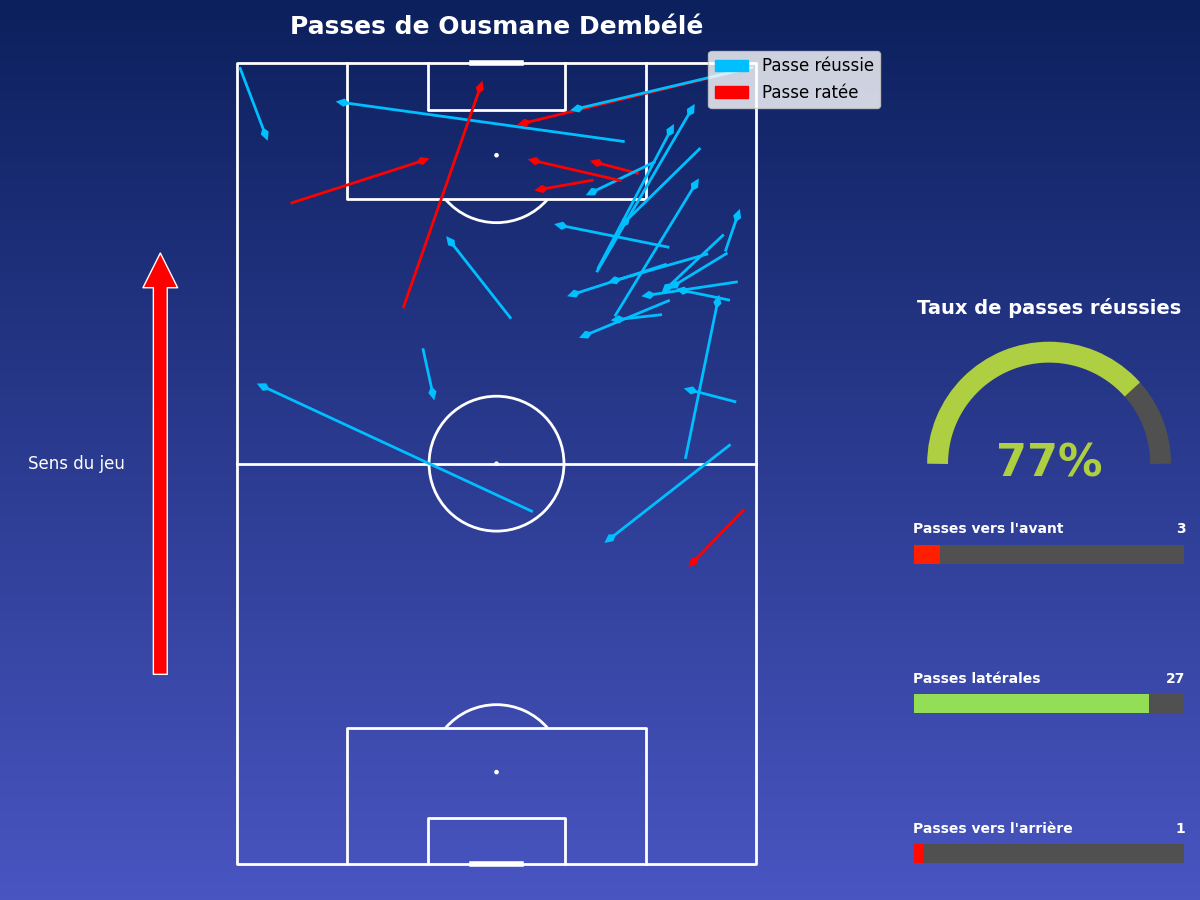 Passes de Ousmane Dembélé
Passe réussie
Passe ratée
Sens du jeu
Taux de passes réussies
77%
Passes vers l'avant 3
Passes latérales 27
Passes vers l'arrière 1